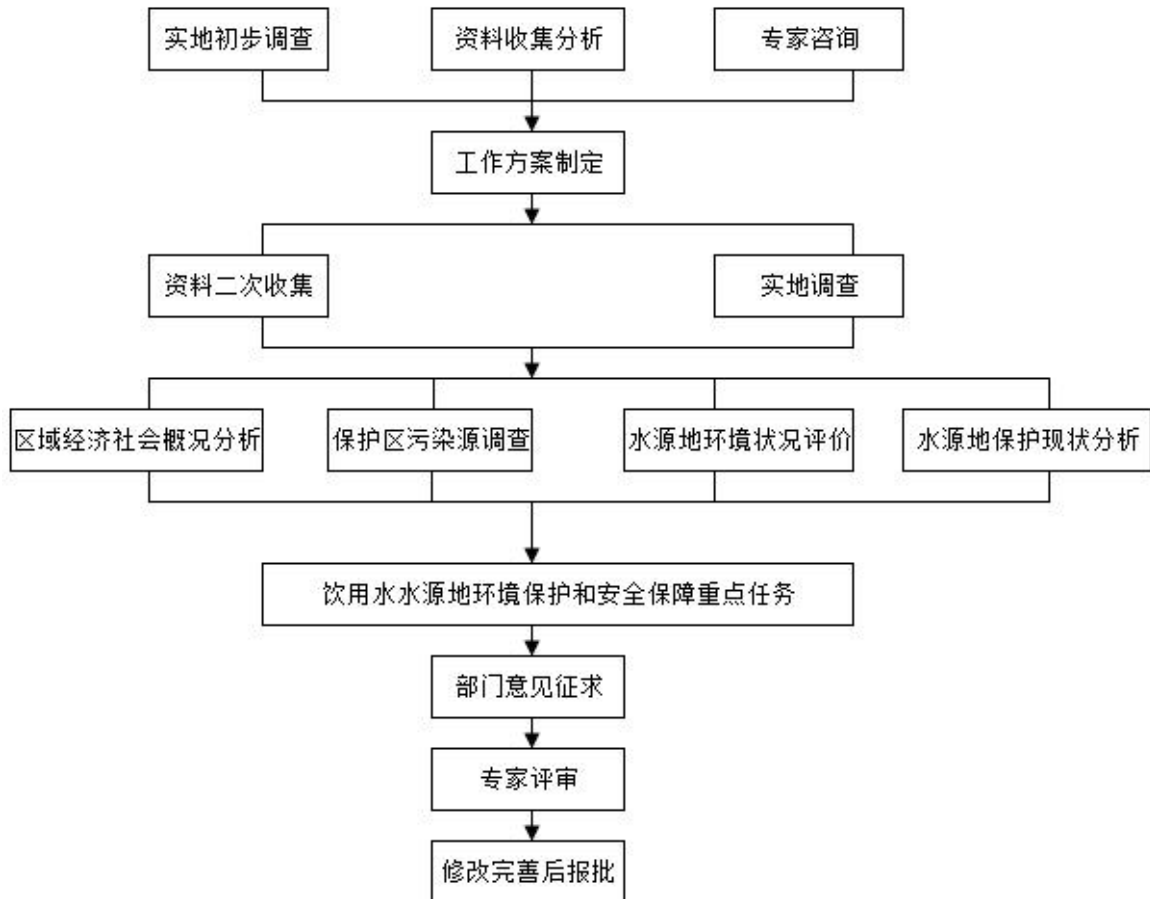 实地初步调查
资料收集分析
专家咨询
工作方案制定
资料二次收集
实地调查
区域经济社会概况分析
保护区污染源调查
水源地环境状况评价
水源地保护现状分析
饮用水水源地环境保护和安全保障重点任务
部门意见征求
专家评审
修改完善后报批